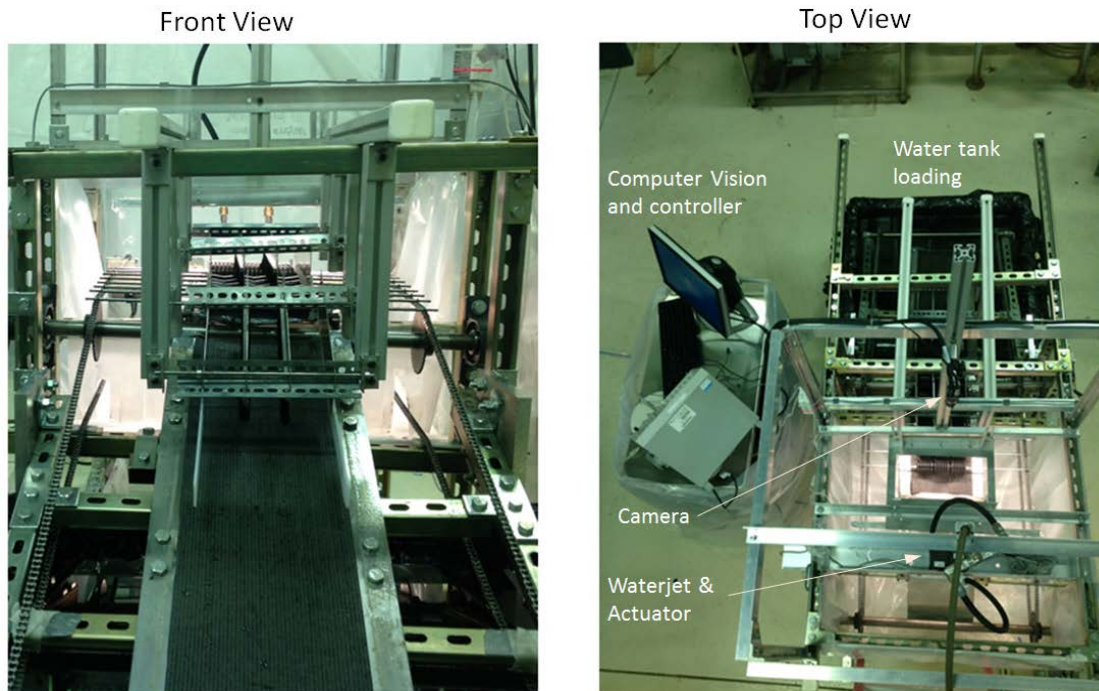 Front View
Top View
Water tank
loading
Computer Vision
and controller
Camera
Waterjet &
Actuator